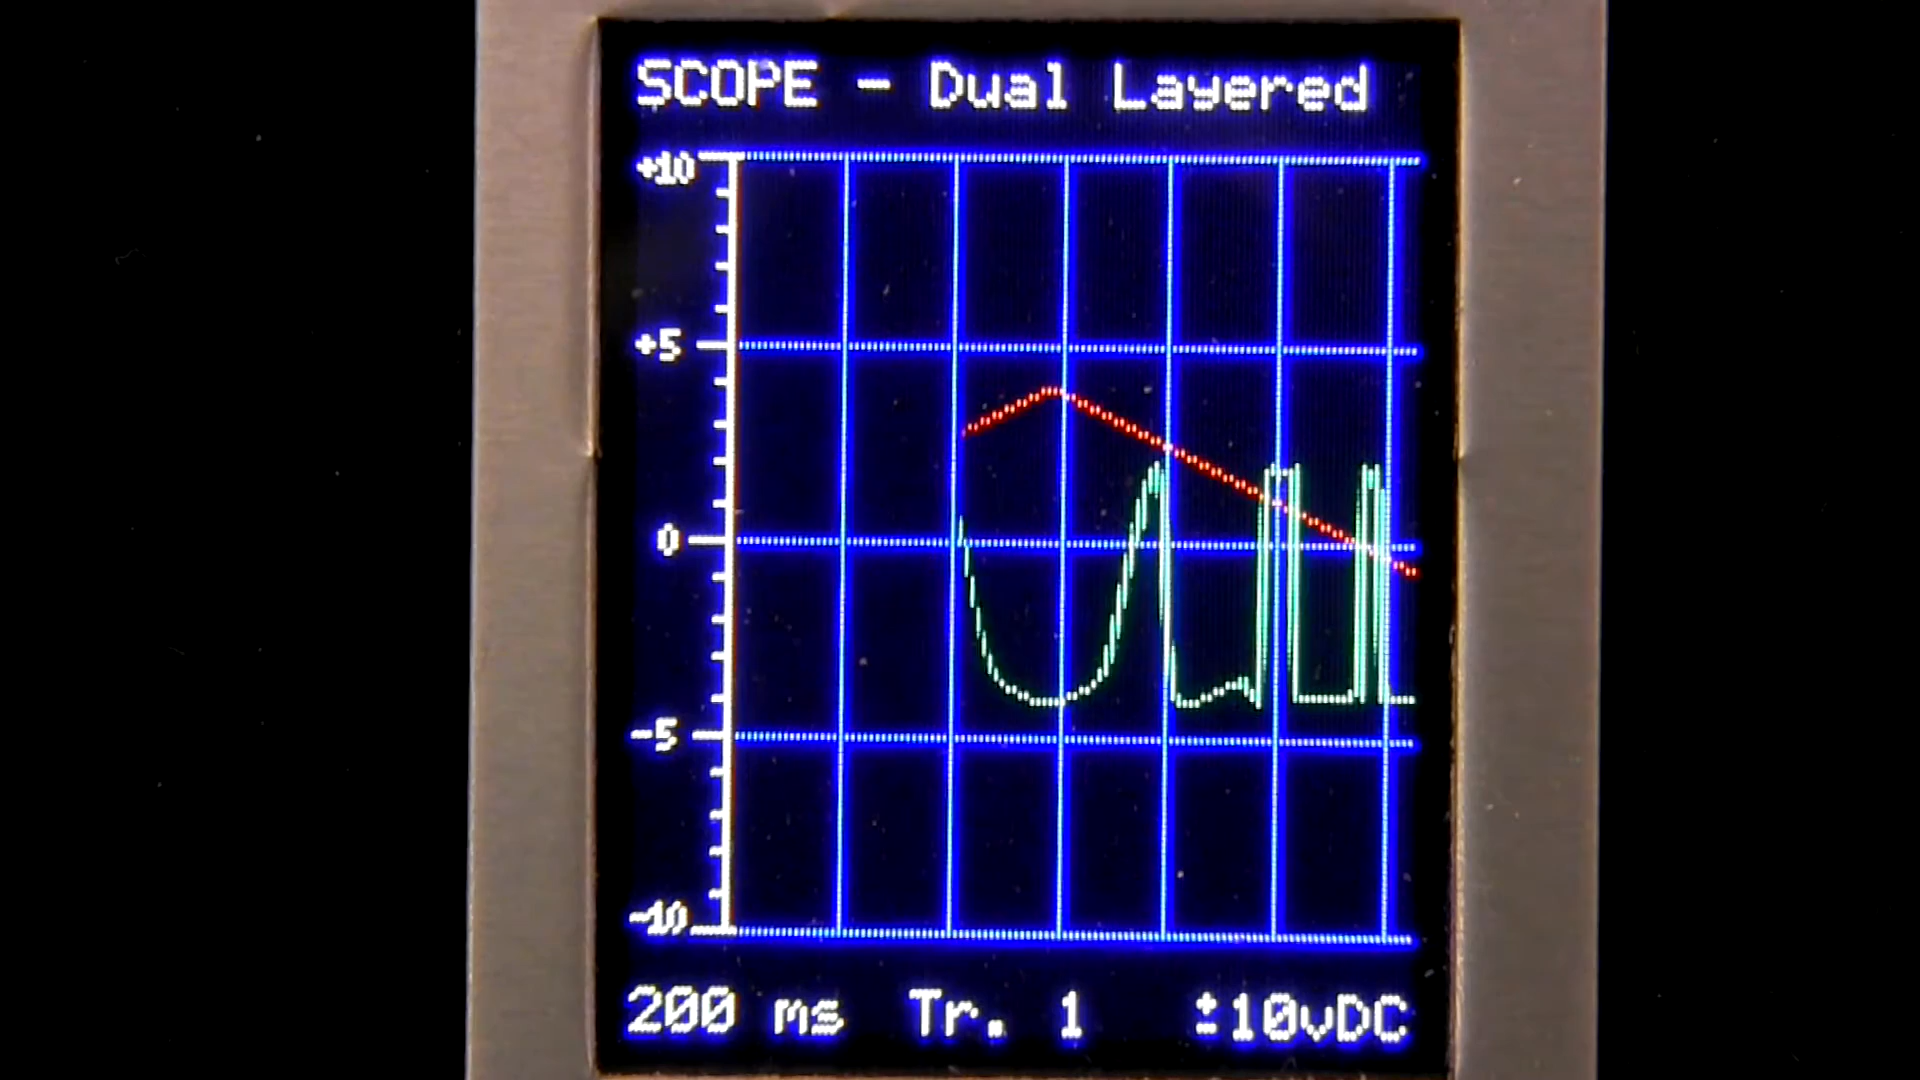 SCOPE - Dual Layered
+10
+5
0
-5
-10
200 ms Tr. 1 ±10vDC